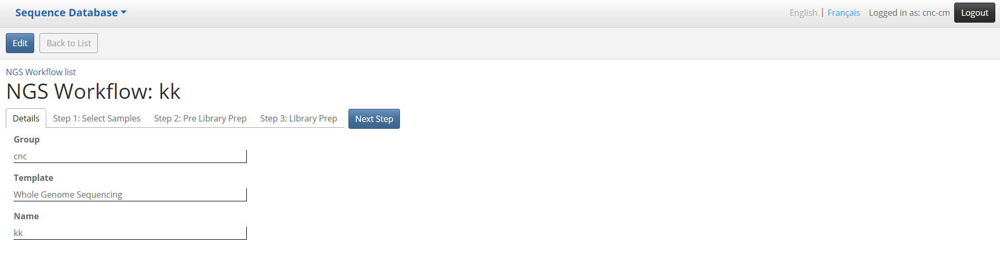 Sequence Database
English | Français Logged in as: cnc-cm Logout
Edit Back to List
NGS Workflow list
NGS Workflow: kk
Details Step 1: Select Samples Step 2: Pre Library Prep Step 3: Library Prep Next Step
Group
cnc
Template
Whole Genome Sequencing
Name
kk